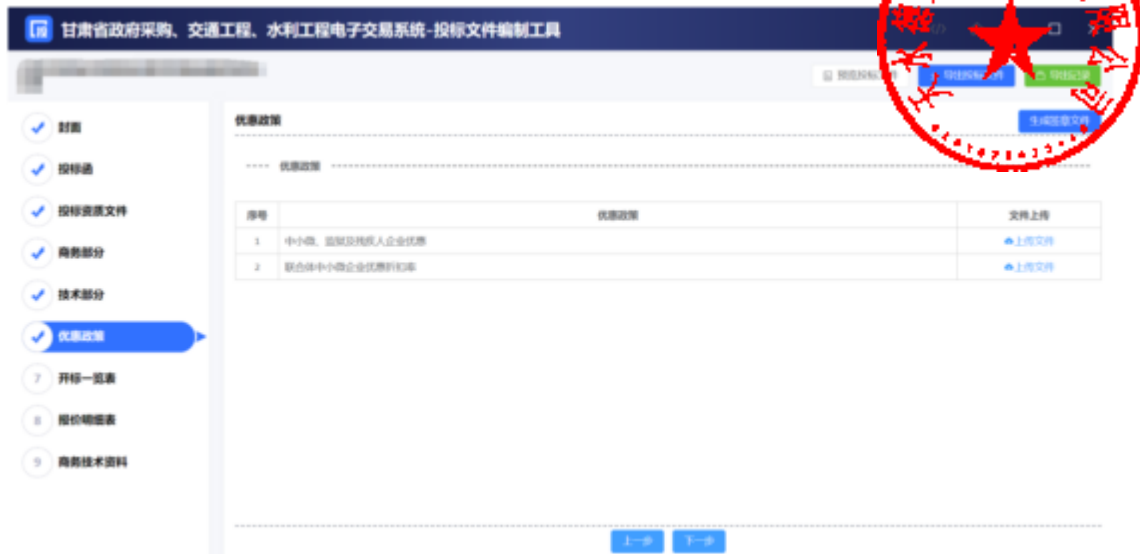 甘肃省政府采购、交通工程、水利工程电子交易系统-投标文件编制工具
导出记录
封面
优惠政策
生成签章文件
投标函
优惠政策
投标资质文件
序号 优惠政策 文件上传
商务部分
1 中小微、监狱及残疾人企业优惠 上传文件
2 联合体中小微企业优惠折扣率 上传文件
技术部分
优惠政策
7 开标一览表
8 报价明细表
9 商务技术资料
上一步 下一步